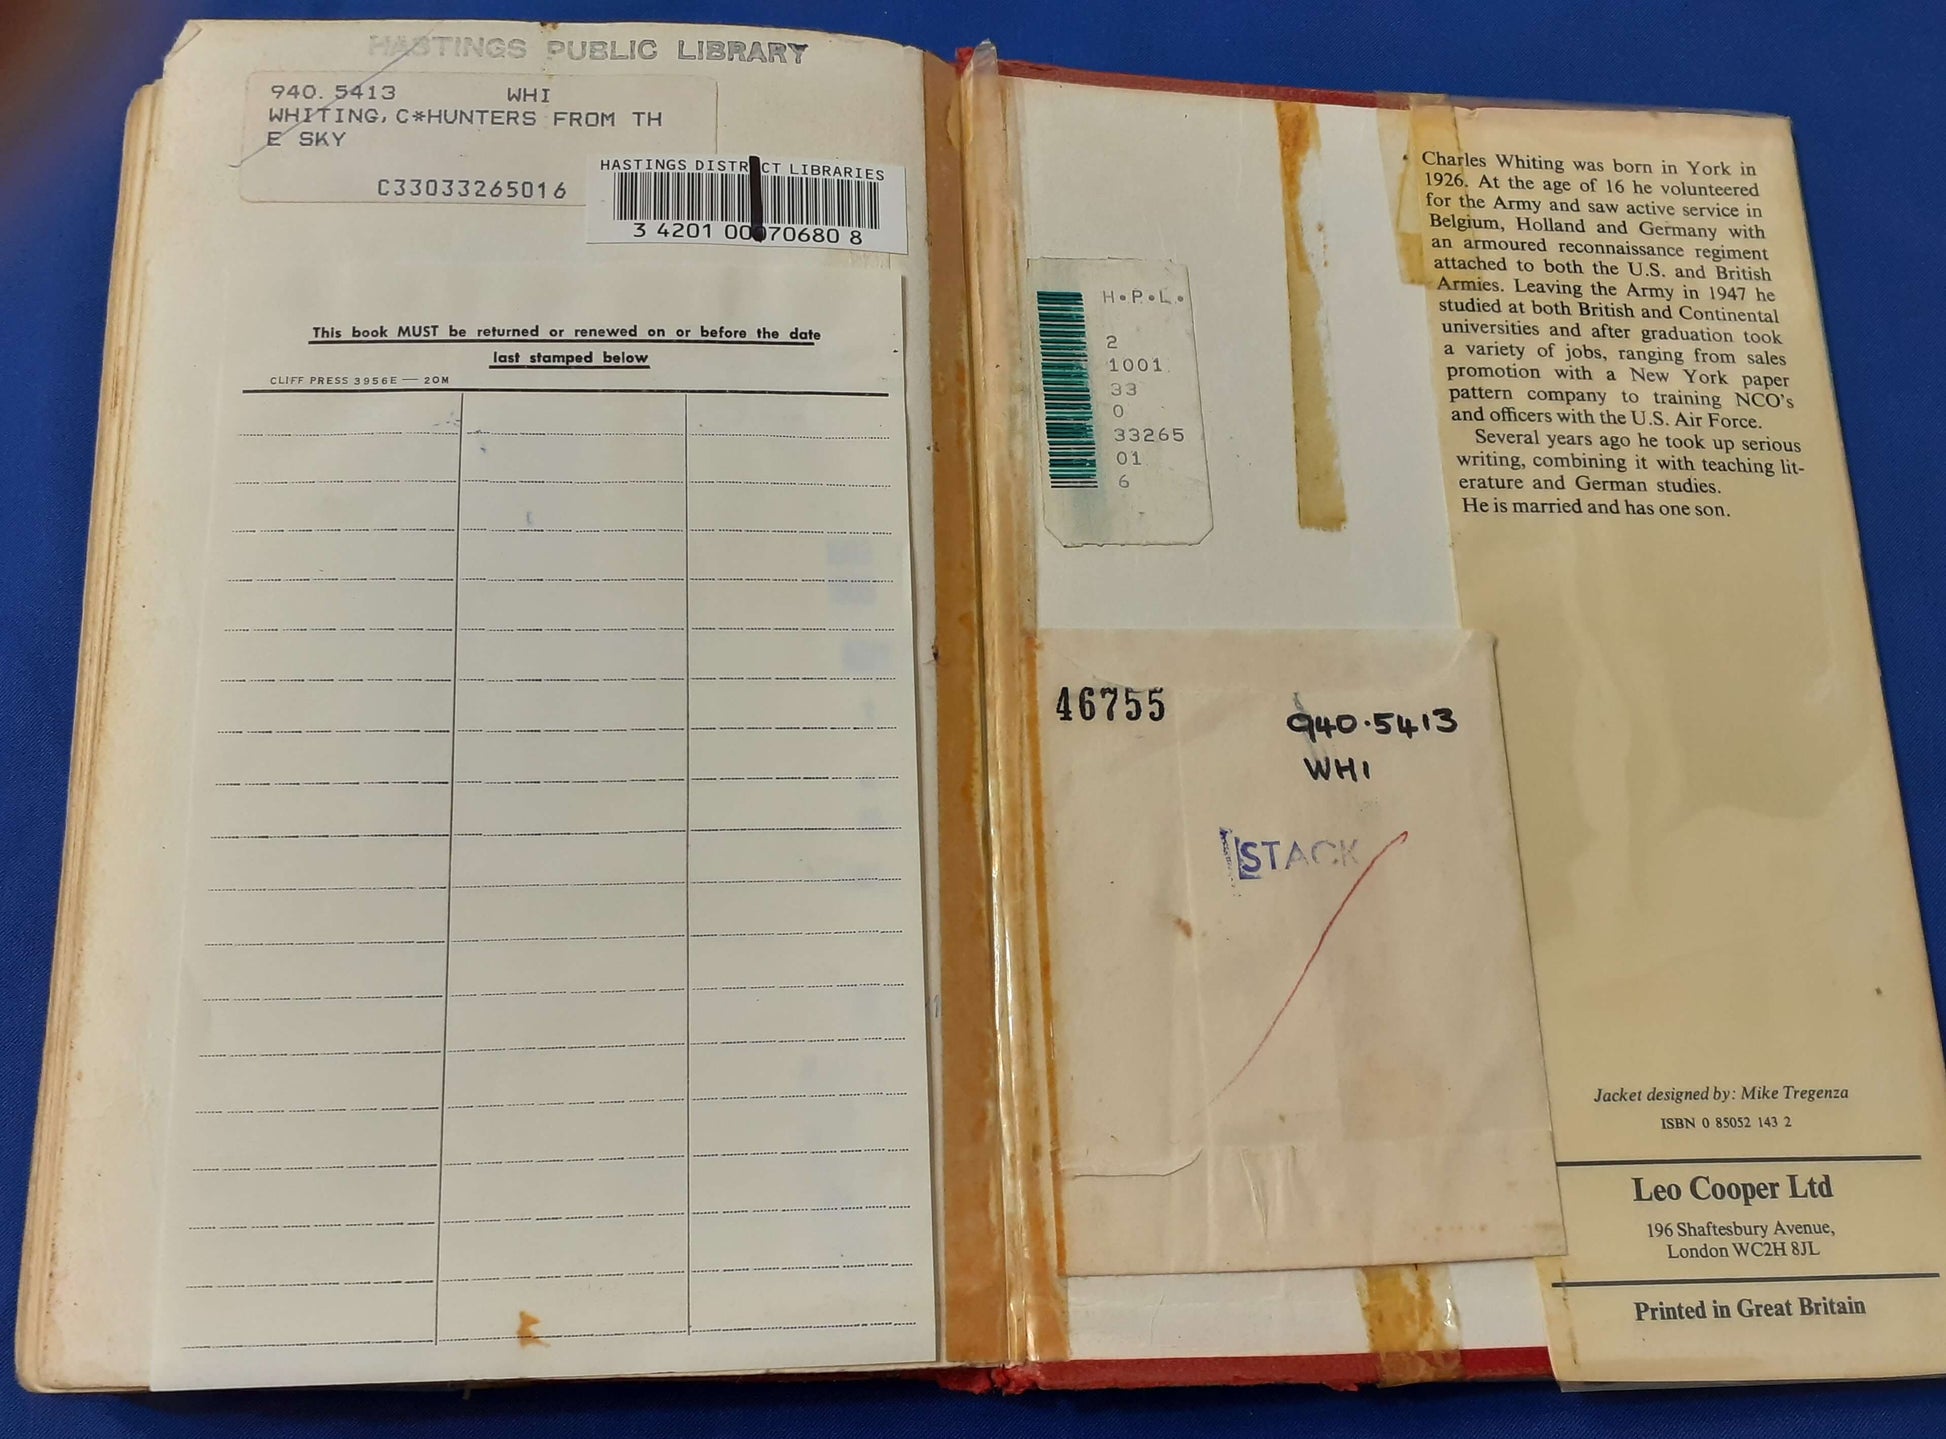 HASTINGS PUBLIC LIBRARY
940.5413 WHI
WHITING, C*HUNTERS FROM TH
E SKY
C33033265016
HASTINGS DISTRICT LIBRARIES
3 4201 00070680 8
This book MUST be returned or renewed on or before the date
last stamped below
CLIFF PRESS 3956E — 20M
H.P.L.
2
1001
33
0
33265
01
6
46755
940.5413
WHI
STACK
Charles Whiting was born in York in
1926. At the age of 16 he volunteered
for the Army and saw active service in
Belgium, Holland and Germany with
an armoured reconnaissance regiment
attached to both the U.S. and British
Armies. Leaving the Army in 1947 he
studied at both British and Continental
universities and after graduation took
a variety of jobs, ranging from sales
promotion with a New York paper
pattern company to training NCO's
and officers with the U.S. Air Force.
Several years ago he took up serious
writing, combining it with teaching lit-
erature and German studies.
He is married and has one son.
Jacket designed by: Mike Tregenza
ISBN 0 85052 143 2
Leo Cooper Ltd
196 Shaftesbury Avenue,
London WC2H 8JL
Printed in Great Britain